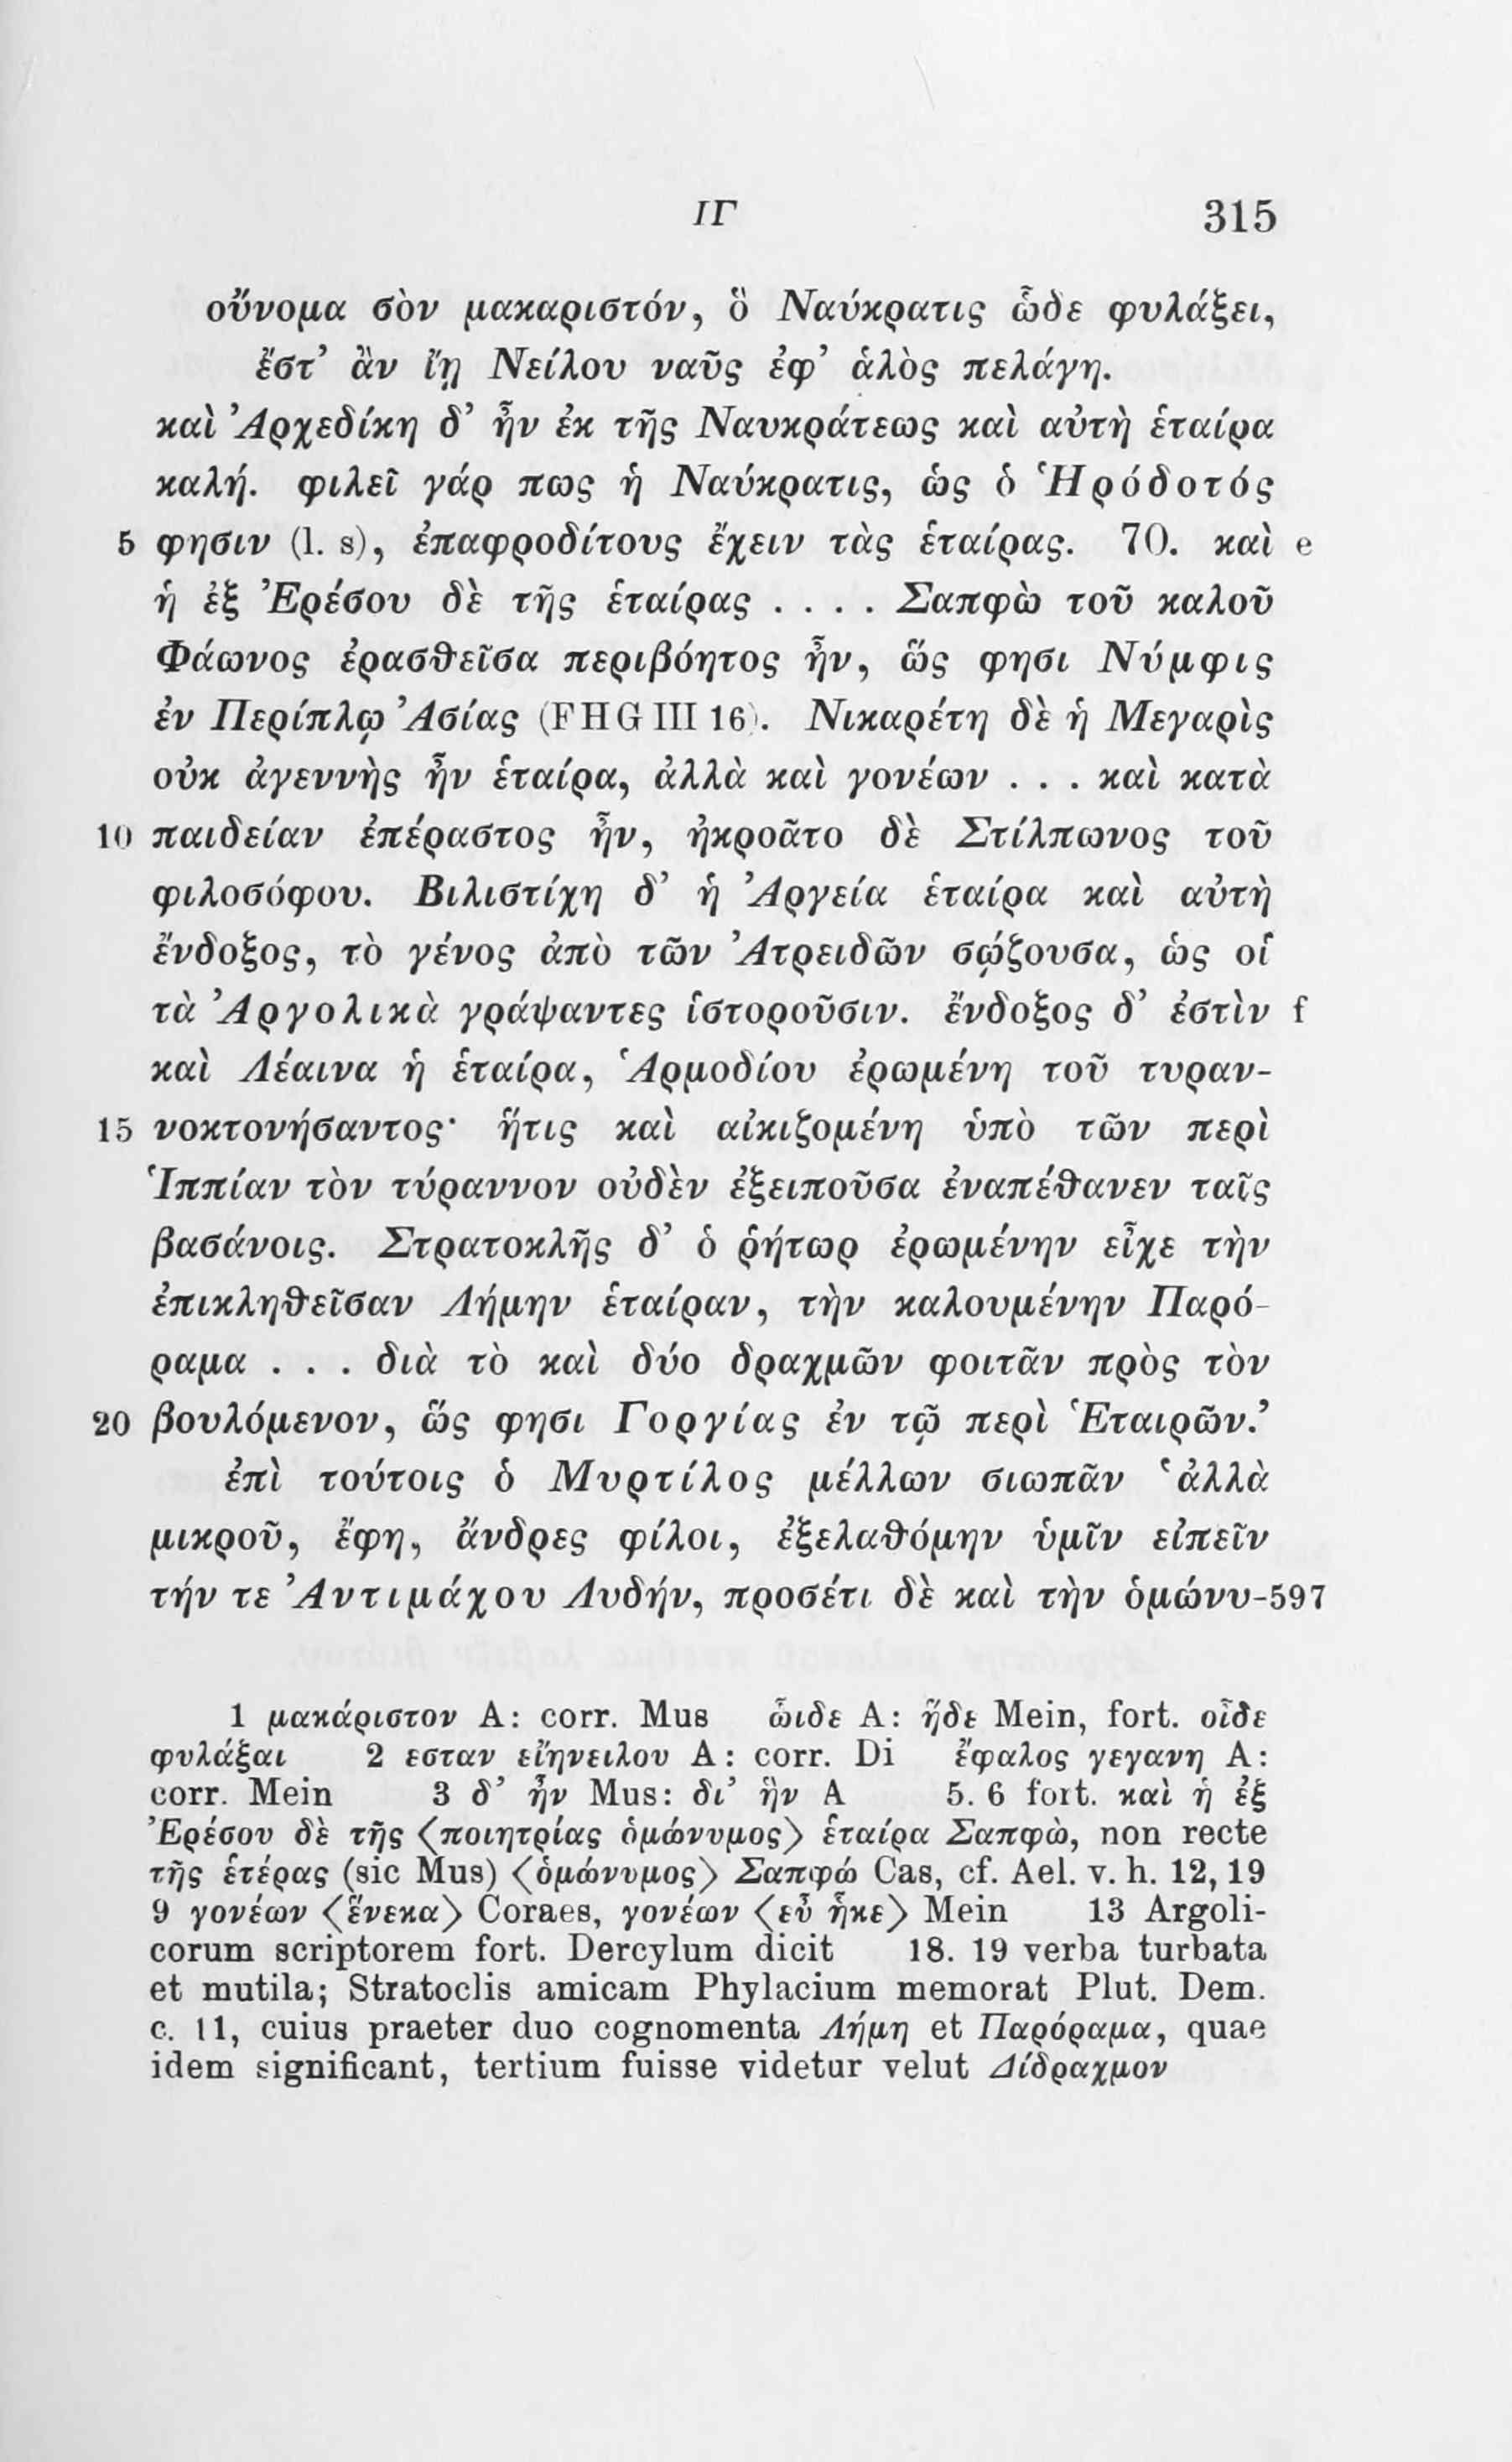 ΙΓ 315
οὔνομα σὸν μακαριστόν, ὃ Ναύκρατις ὧδε φυλάξει,
ἔστ’ ἂν ἴῃ Νείλου ναῦς ἐφ’ ἁλὸς πελάγη.
καὶ Ἀρχεδίκη δ’ ἦν ἐκ τῆς Ναυκράτεως καὶ αὐτὴ ἑταίρα
καλή. φιλεῖ γάρ πως ἡ Ναύκρατις, ὡς ὁ Ἡρόδοτός
5 φησιν (l. s), ἐπαφροδίτους ἔχειν τὰς ἑταίρας. 70. καὶ e
ἡ ἐξ Ἐρέσου δὲ τῆς ἑταίρας . . . . Σαπφὼ τοῦ καλοῦ
Φάωνος ἐρασθεῖσα περιβόητος ἦν, ὥς φησι Νύμφις
ἐν Περίπλῳ Ἀσίας (FHG III 16). Νικαρέτη δὲ ἡ Μεγαρὶς
οὐκ ἀγεννὴς ἦν ἑταίρα, ἀλλὰ καὶ γονέων . . . καὶ κατὰ
10 παιδείαν ἐπέραστος ἦν, ἠκροᾶτο δὲ Στίλπωνος τοῦ
φιλοσόφου. Βιλιστίχη δ’ ἡ Ἀργεία ἑταίρα καὶ αὐτὴ
ἔνδοξος, τὸ γένος ἀπὸ τῶν Ἀτρειδῶν σῴζουσα, ὡς οἱ
τὰ Ἀργολικὰ γράψαντες ἱστοροῦσιν. ἔνδοξος δ’ ἐστὶν f
καὶ Λέαινα ἡ ἑταίρα, Ἁρμοδίου ἐρωμένη τοῦ τυραν-
15 νοκτονήσαντος· ἥτις καὶ αἰκιζομένη ὑπὸ τῶν περὶ
Ἱππίαν τὸν τύραννον οὐδὲν ἐξειποῦσα ἐναπέθανεν ταῖς
βασάνοις. Στρατοκλῆς δ’ ὁ ῥήτωρ ἐρωμένην εἶχε τὴν
ἐπικληθεῖσαν Λήμην ἑταίραν, τὴν καλουμένην Παρό-
ραμα . . . διὰ τὸ καὶ δύο δραχμῶν φοιτᾶν πρὸς τὸν
20 βουλόμενον, ὥς φησι Γοργίας ἐν τῷ περὶ Ἑταιρῶν.’
ἐπὶ τούτοις ὁ Μυρτίλος μέλλων σιωπᾶν ‘ἀλλὰ
μικροῦ, ἔφη, ἄνδρες φίλοι, ἐξελαθόμην ὑμῖν εἰπεῖν
τήν τε Ἀντιμάχου Λυδήν, προσέτι δὲ καὶ τὴν ὁμώνυ-597
1 μακάριστον A: corr. Mus ὧιδε A: ἥδε Mein, fort. οἶδε
φυλάξαι 2 εσταν εἴηνειλου A: corr. Di ἔφαλος γεγανη A:
corr. Mein 3 δ’ ἦν Mus: δι’ ἣν A 5. 6 fort. καὶ ἡ ἐξ
Ἐρέσου δὲ τῆς ⟨ποιητρίας ὁμώνυμος⟩ ἑταίρα Σαπφὼ, non recte
τῆς ἑτέρας (sic Mus) ⟨ὁμώνυμος⟩ Σαπφώ Cas, cf. Ael. v. h. 12, 19
9 γονέων ⟨ἕνεκα⟩ Coraes, γονέων ⟨εὖ ἧκε⟩ Mein 13 Argoli-
corum scriptorem fort. Dercylum dicit 18. 19 verba turbata
et mutila; Stratoclis amicam Phylacium memorat Plut. Dem.
c. 11, cuius praeter duo cognomenta Λήμη et Παρόραμα, quae
idem significant, tertium fuisse videtur velut Δίδραχμον